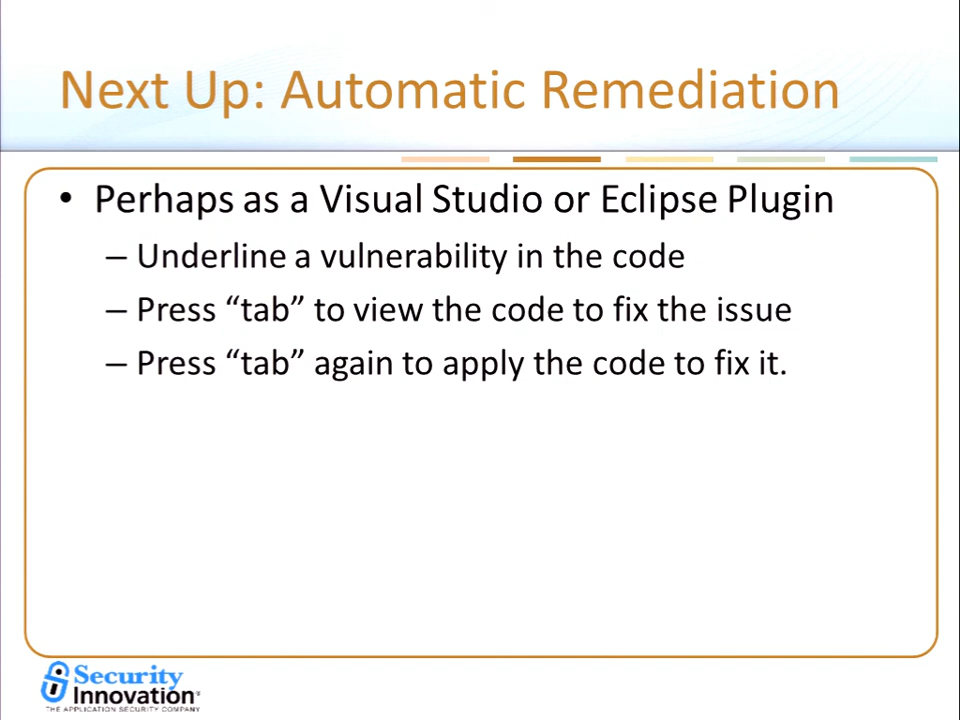 Next Up: Automatic Remediation
• Perhaps as a Visual Studio or Eclipse Plugin
– Underline a vulnerability in the code
– Press “tab” to view the code to fix the issue
– Press “tab” again to apply the code to fix it.
Security
Innovation
THE APPLICATION SECURITY COMPANY